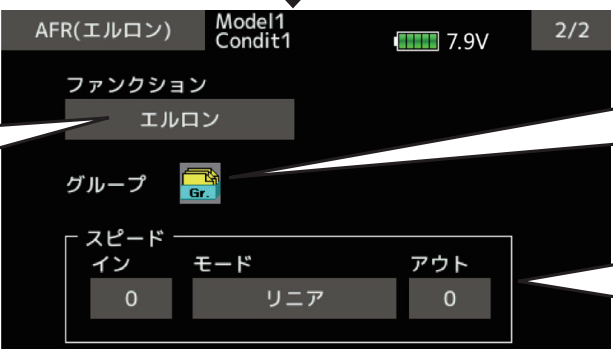 AFR(エルロン) Model1 Condit1 7.9V 2/2
ファンクション
エルロン
グループ Gr.
スピード
イン モード アウト
0 リニア 0